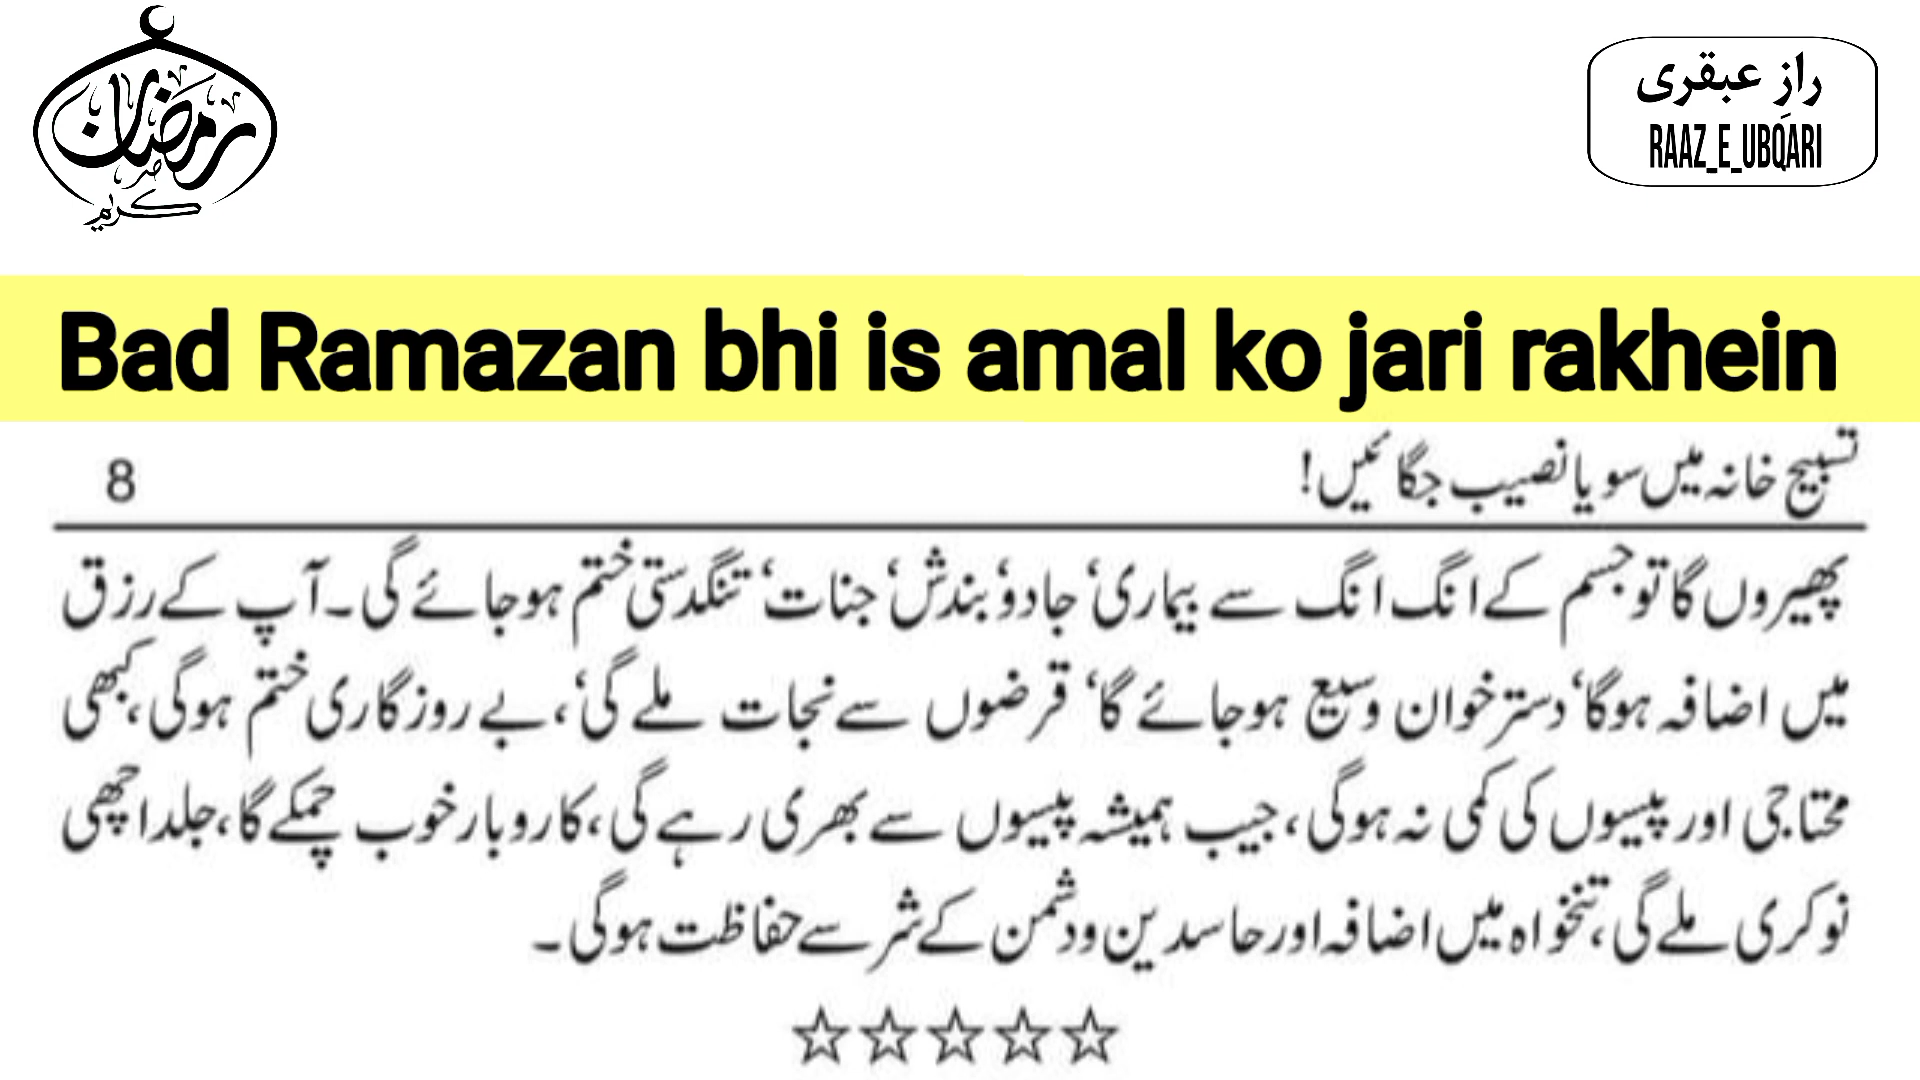 رمضان
كريم
رازِ عبقری
RAAZ_E_UBQARI
Bad Ramazan bhi is amal ko jari rakhein
تسبیح خانہ میں سویا نصیب جگائیں!
8
پھیروں گا تو جسم کے انگ انگ سے بیماری‘ جادو‘ بندش‘ جنات‘ تنگدستی ختم ہوجائے گی۔ آپ کے رزق
میں اضافہ ہوگا‘ دسترخوان وسیع ہوجائے گا‘ قرضوں سے نجات ملے گی‘، بے روزگاری ختم ہوگی، کبھی
محتاجی اور پیسوں کی کمی نہ ہوگی، جیب ہمیشہ پیسوں سے بھری رہے گی، کاروبار خوب چمکے گا، جلد اچھی
نوکری ملے گی، تنخواہ میں اضافہ اور حاسدین ودشمن کے شر سے حفاظت ہوگی۔
☆☆☆☆☆